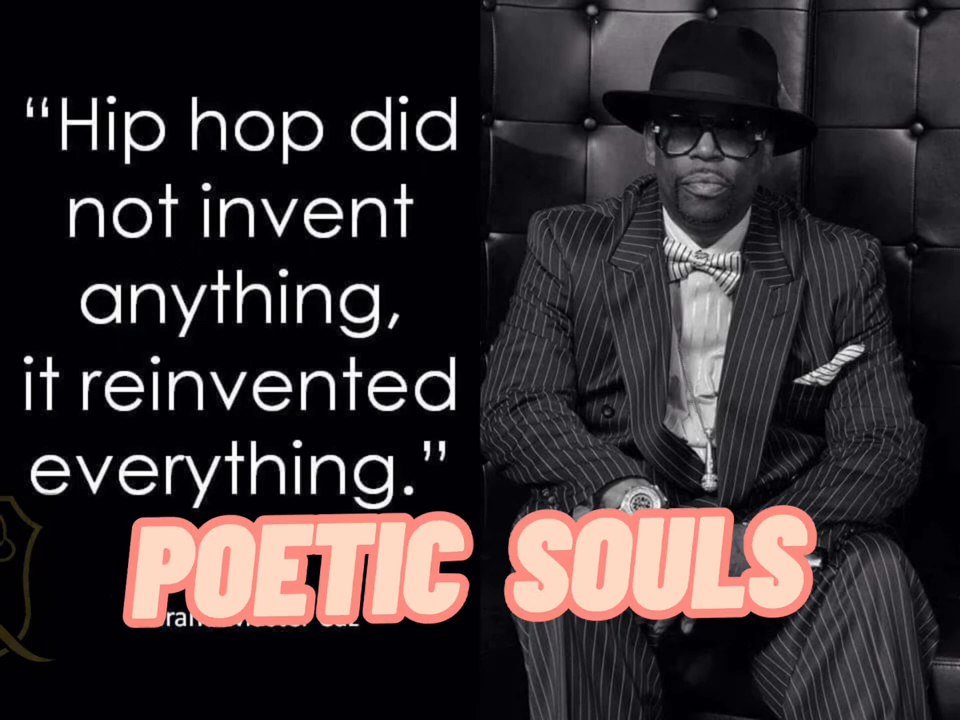 “Hip hop did
not invent
anything,
it reinvented
everything.”
POETIC SOULS